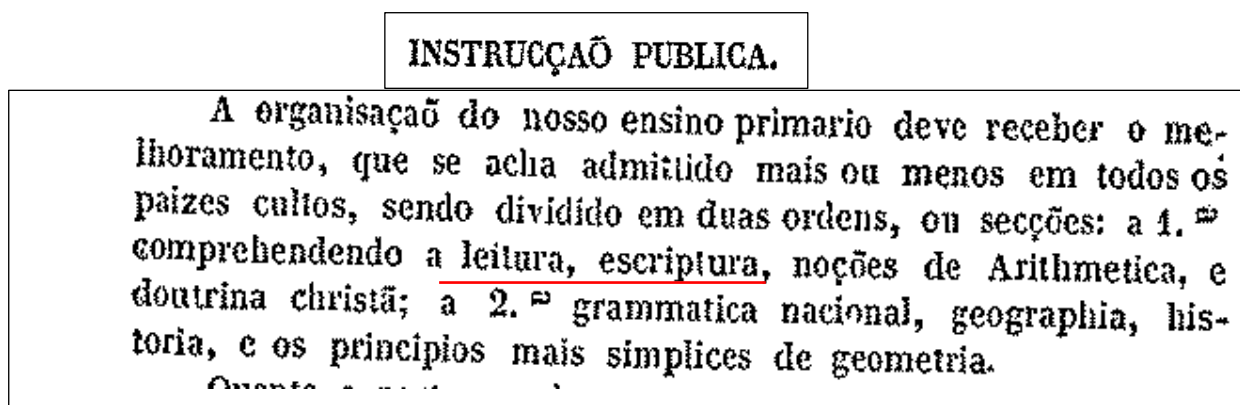 INSTRUCÇAÕ PUBLICA.
A organisaçaõ do nosso ensino primario deve receber o me-
lhoramento, que se acha admittido mais ou menos em todos os
paizes cultos, sendo dividido em duas ordens, ou secções: a 1.ª
comprehendendo a leitura, escriptura, noções de Arithmetica, e
doutrina christã; a 2.ª grammatica nacional, geographia, his-
toria, e os principios mais simplices de geometria.